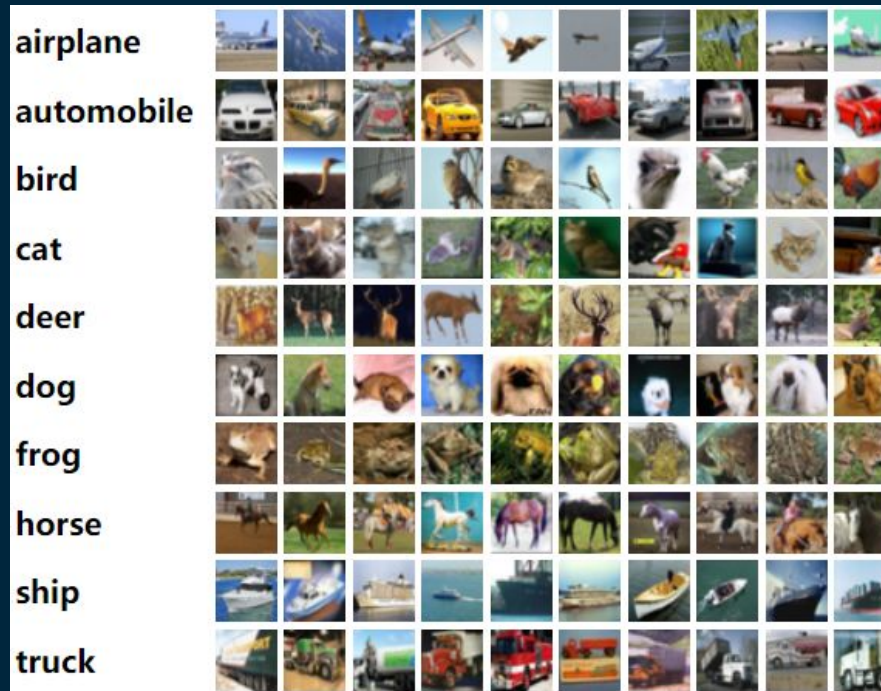 airplane
automobile
bird
cat
deer
dog
frog
horse
ship
truck